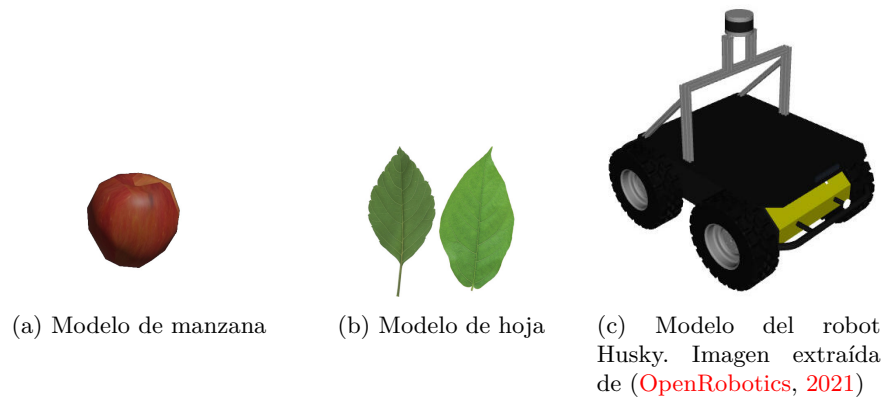 (a) Modelo de manzana
(b) Modelo de hoja
(c) Modelo del robot
Husky. Imagen extraída
de (OpenRobotics, 2021)